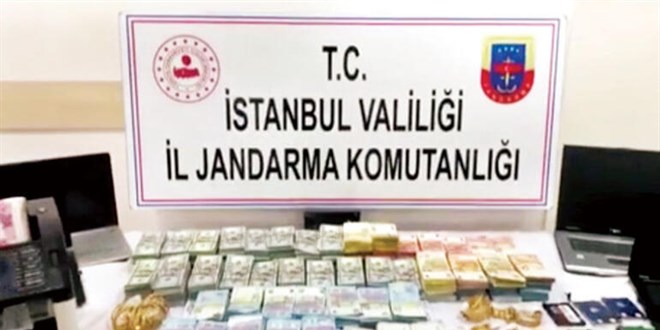 T.C.
İSTANBUL VALİLİĞİ
İL JANDARMA KOMUTANLIĞI